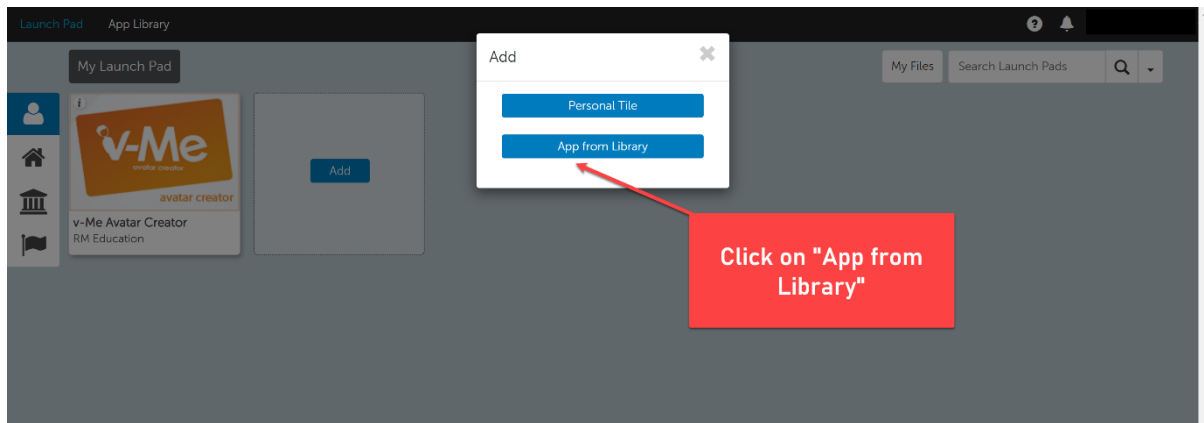 Launch Pad App Library
Add
My Launch Pad
My Files Search Launch Pads
Personal Tile
App from Library
i
v-Me
avatar creator
avatar creator
Add
v-Me Avatar Creator
RM Education
Click on "App from
Library"